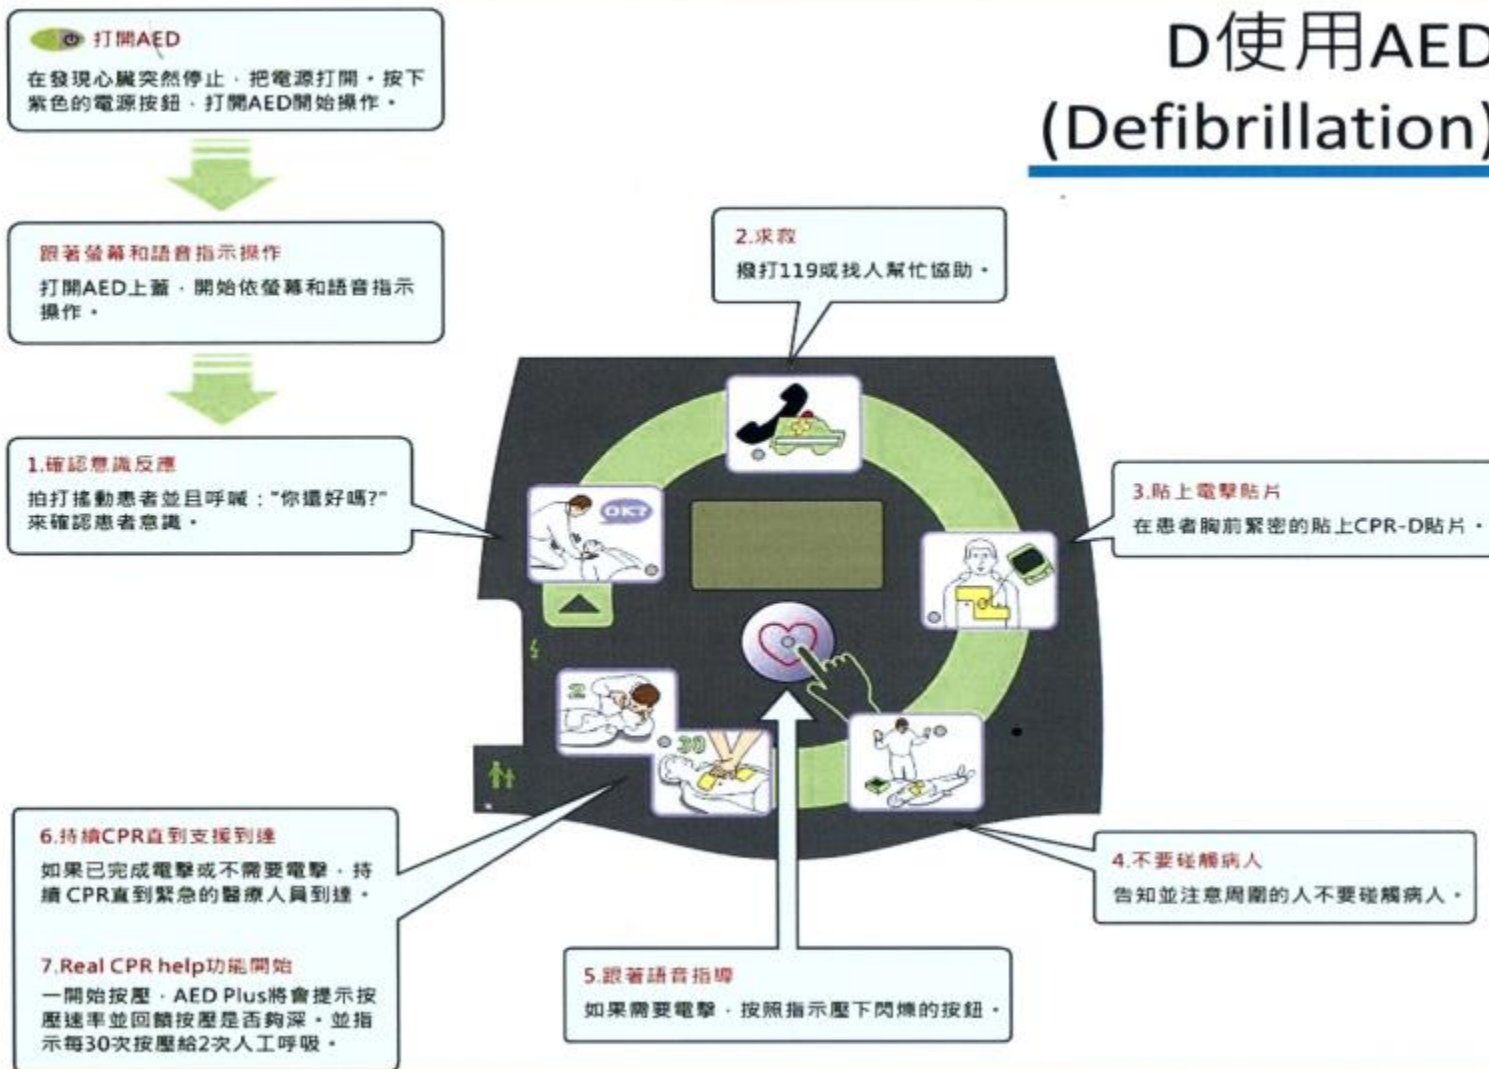 D使用AED
(Defibrillation)
打開AED
在發現心臟突然停止，把電源打開。按下
紫色的電源按鈕，打開AED開始操作。
跟著螢幕和語音指示操作
打開AED上蓋，開始依螢幕和語音指示
操作。
1.確認意識反應
拍打搖動患者並且呼喊："你還好嗎?"
來確認患者意識。
2.求救
撥打119或找人幫忙協助。
3.貼上電擊貼片
在患者胸前緊密的貼上CPR-D貼片。
4.不要碰觸病人
告知並注意周圍的人不要碰觸病人。
5.跟著語音指導
如果需要電擊，按照指示壓下閃爍的按鈕。
6.持續CPR直到支援到達
如果已完成電擊或不需要電擊，持
續 CPR直到緊急的醫療人員到達。
7.Real CPR help功能開始
一開始按壓，AED Plus將會提示按
壓速率並回饋按壓是否夠深。並指
示每30次按壓給2次人工呼吸。
OK?
2
30